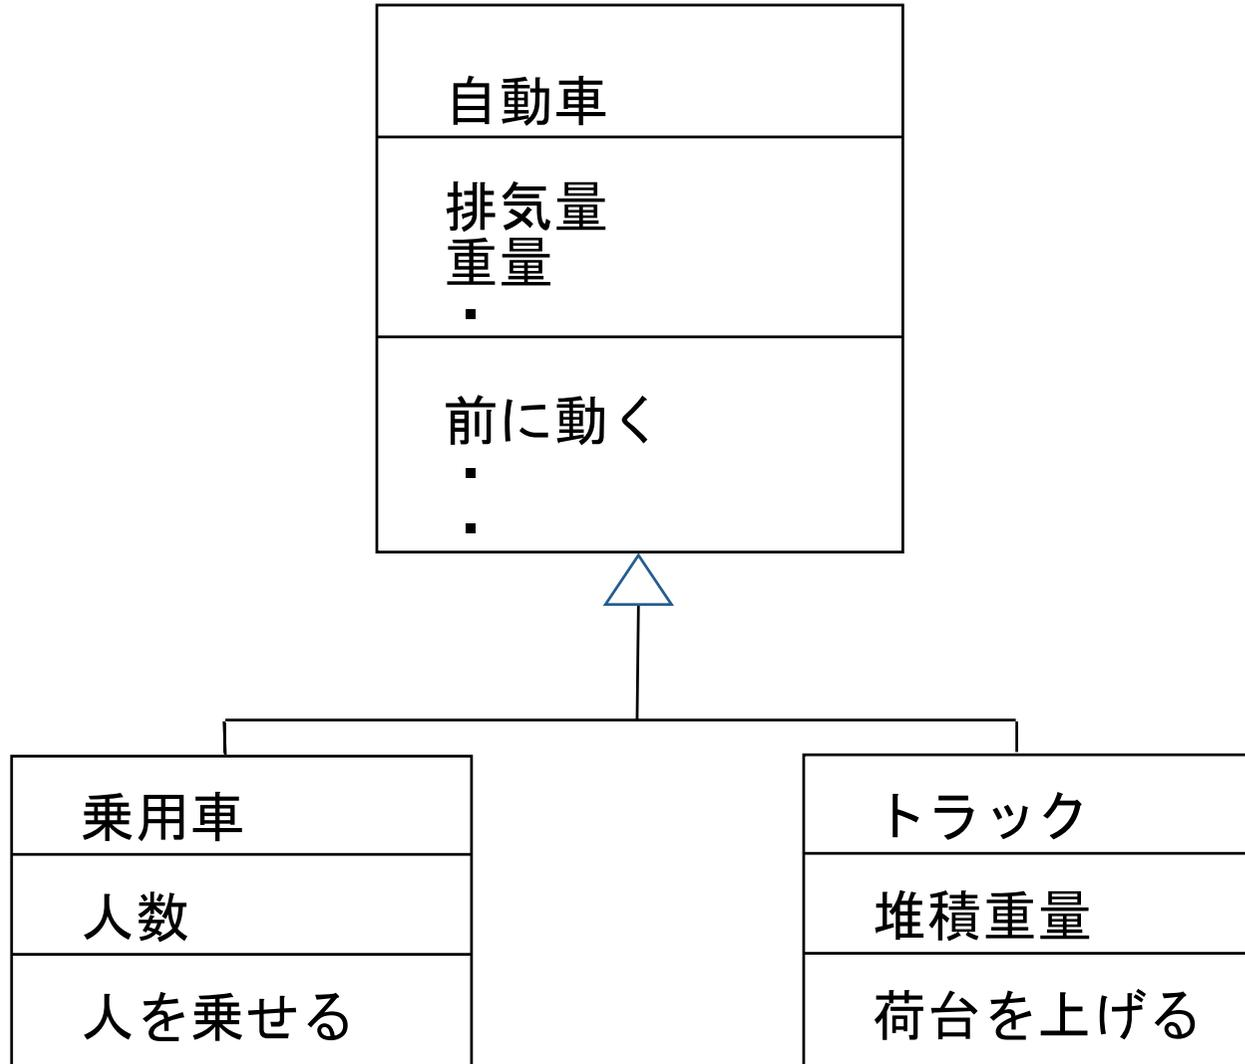 自動車
排気量
重量
・
前に動く
・
・
乗用車
人数
人を乗せる
トラック
堆積重量
荷台を上げる